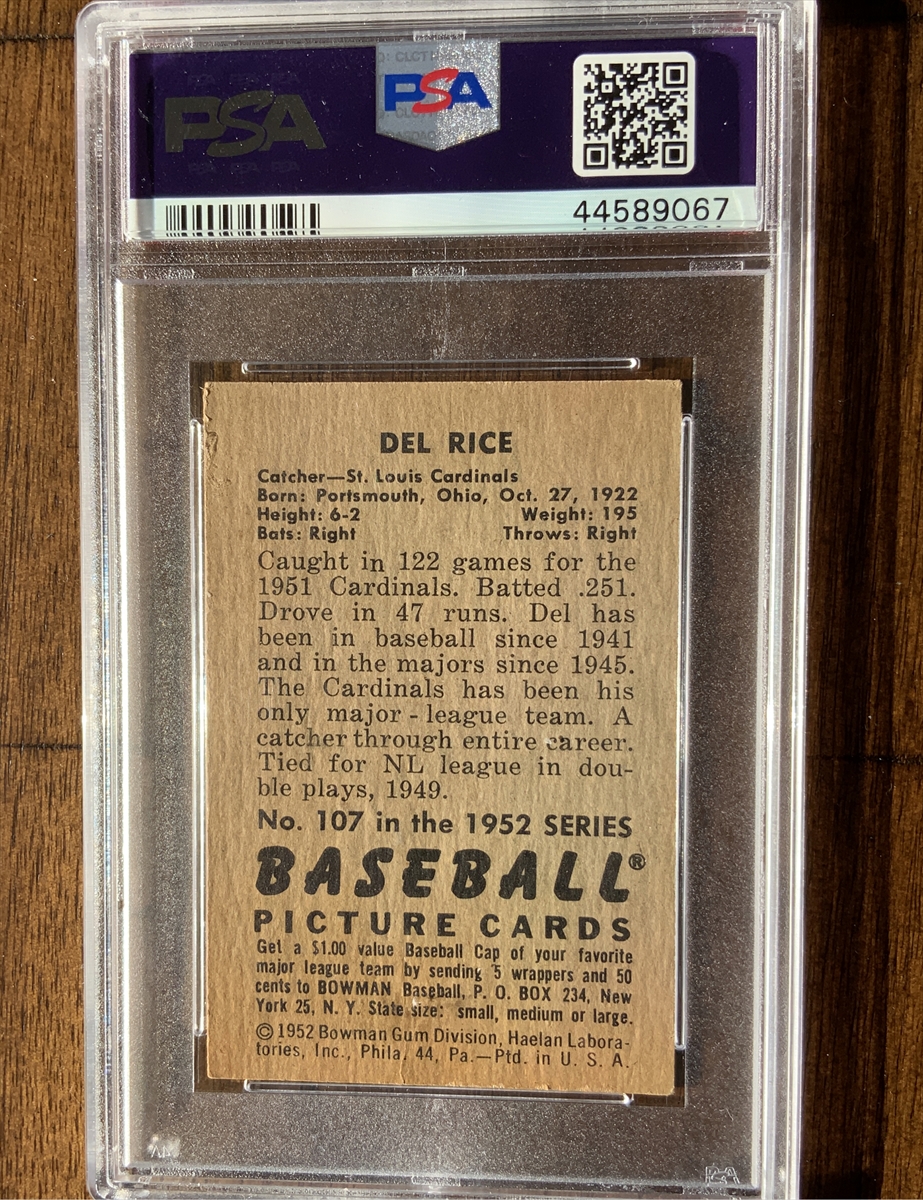 PSA
PSA
44589067
DEL RICE
Catcher—St. Louis Cardinals
Born: Portsmouth, Ohio, Oct. 27, 1922
Height: 6-2 Weight: 195
Bats: Right Throws: Right
Caught in 122 games for the
1951 Cardinals. Batted .251.
Drove in 47 runs. Del has
been in baseball since 1941
and in the majors since 1945.
The Cardinals has been his
only major - league team. A
catcher through entire career.
Tied for NL league in dou-
ble plays, 1949.
No. 107 in the 1952 SERIES
BASEBALL®
PICTURE CARDS
Get a $1.00 value Baseball Cap of your favorite
major league team by sending 5 wrappers and 50
cents to BOWMAN Baseball, P. O. BOX 234, New
York 25, N. Y. State size: small, medium or large.
©1952 Bowman Gum Division, Haelan Labora-
tories, Inc., Phila. 44, Pa.—Ptd. in U. S. A.